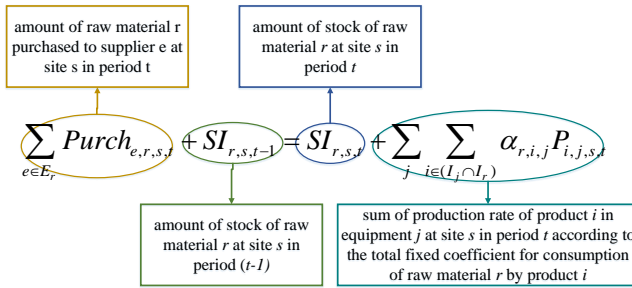 amount of raw material r
purchased to supplier e at
site s in period t
amount of stock of raw
material r at site s in
period t
∑_{e∈E_r} Purch_{e,r,s,t} + SI_{r,s,t−1} = SI_{r,s,t} + ∑_j ∑_{i∈(I_j∩I_r)} α_{r,i,j} P_{i,j,s,t}
amount of stock of raw
material r at site s in
period (t-1)
sum of production rate of product i in
equipment j at site s in period t according to
the total fixed coefficient for consumption
of raw material r by product i